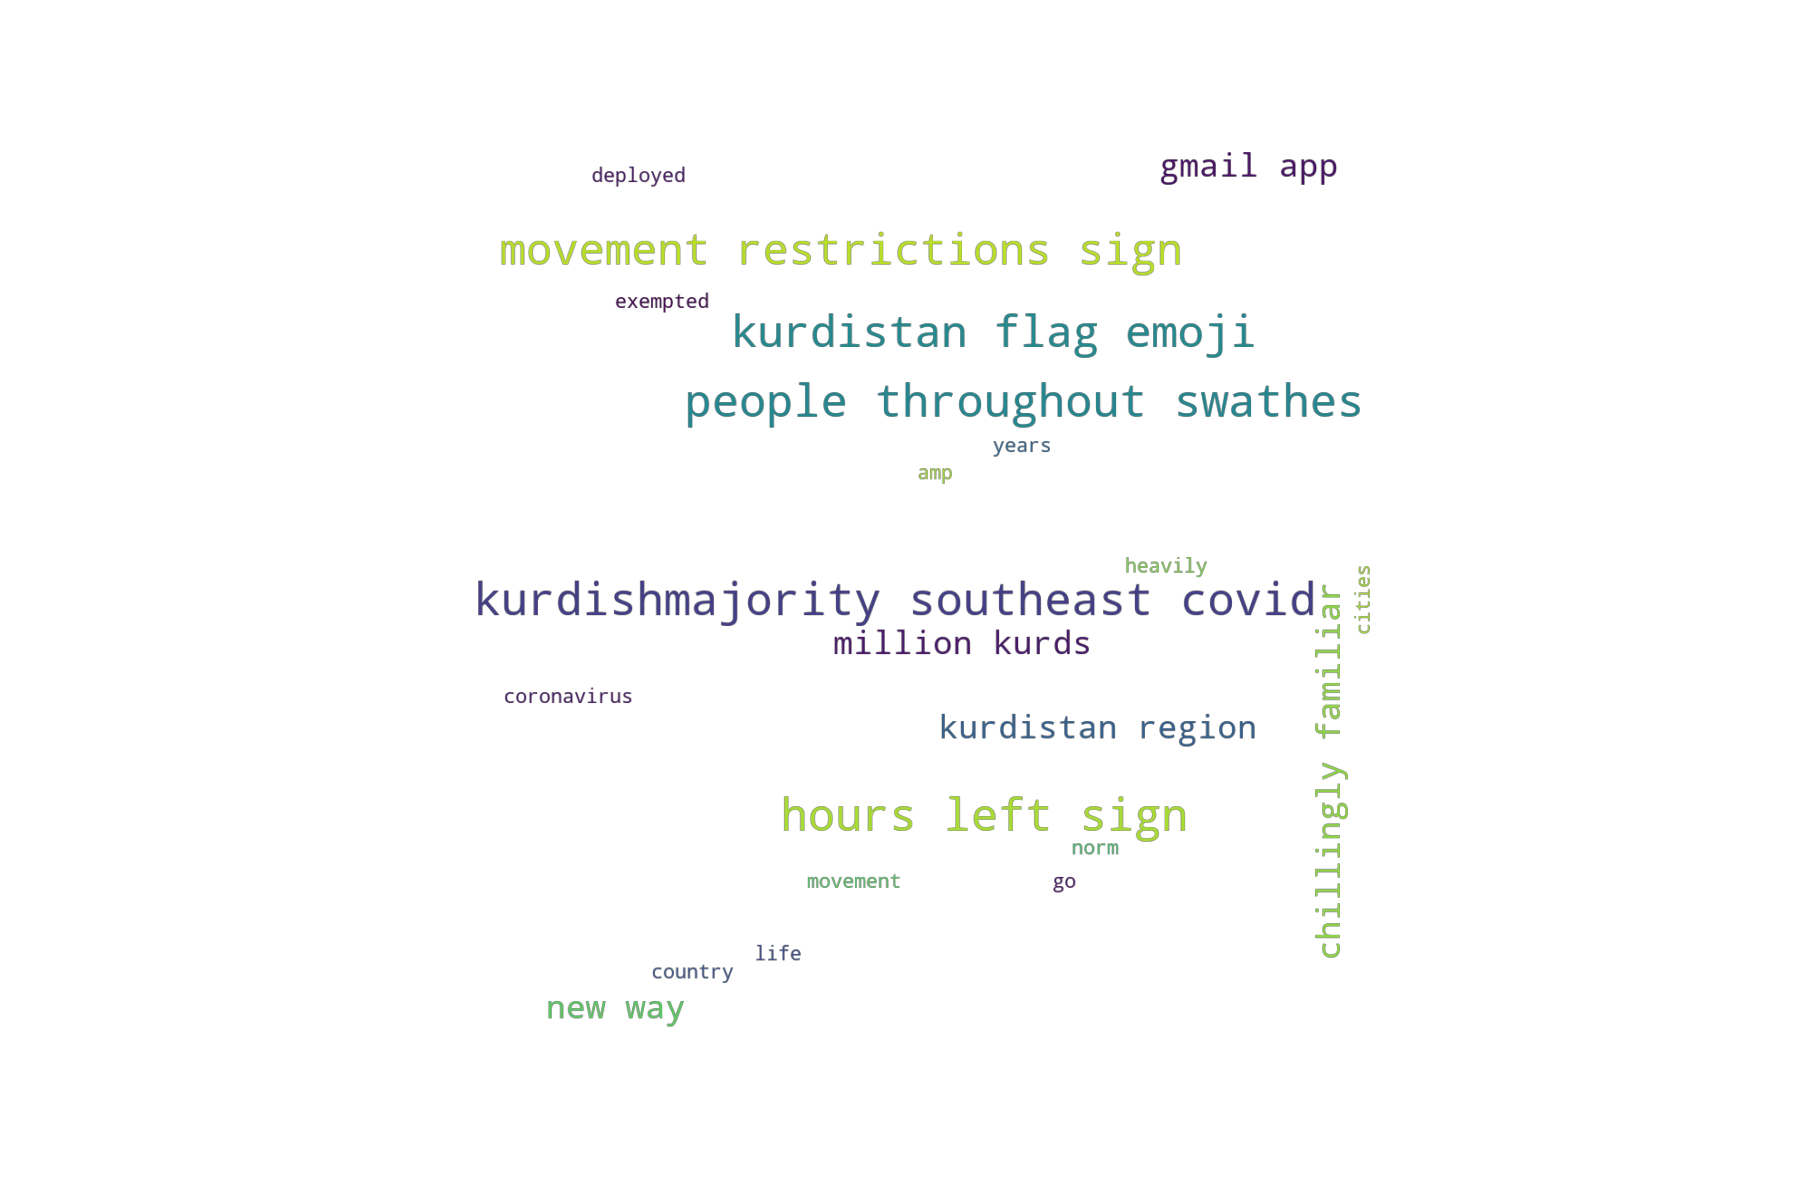 deployed
gmail app
movement restrictions sign
exempted
kurdistan flag emoji
people throughout swathes
years
amp
heavily
cities
kurdishmajority southeast covid
chillingly familiar
million kurds
coronavirus
kurdistan region
hours left sign
norm
movement
go
life
country
new way